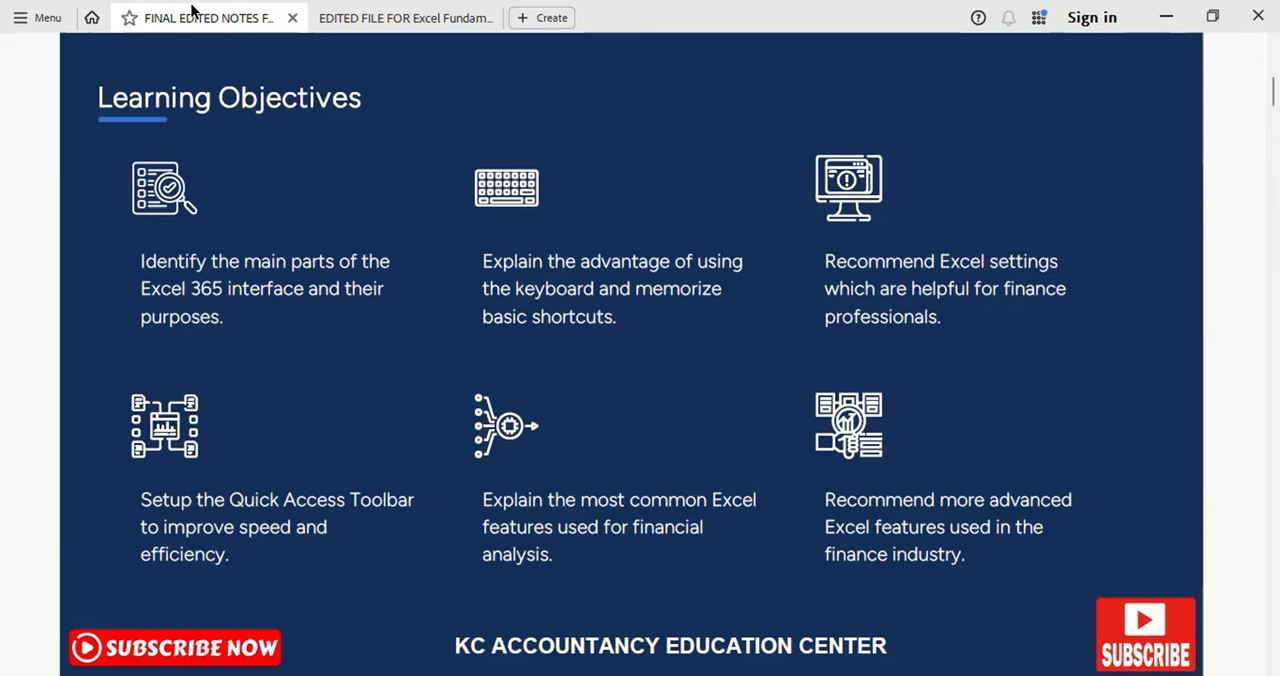 Menu
FINAL EDITED NOTES F...
EDITED FILE FOR Excel Fundam...
Create
Sign in
Learning Objectives
Identify the main parts of the
Excel 365 interface and their
purposes.
Explain the advantage of using
the keyboard and memorize
basic shortcuts.
Recommend Excel settings
which are helpful for finance
professionals.
Setup the Quick Access Toolbar
to improve speed and
efficiency.
Explain the most common Excel
features used for financial
analysis.
Recommend more advanced
Excel features used in the
finance industry.
SUBSCRIBE NOW
KC ACCOUNTANCY EDUCATION CENTER
SUBSCRIBE